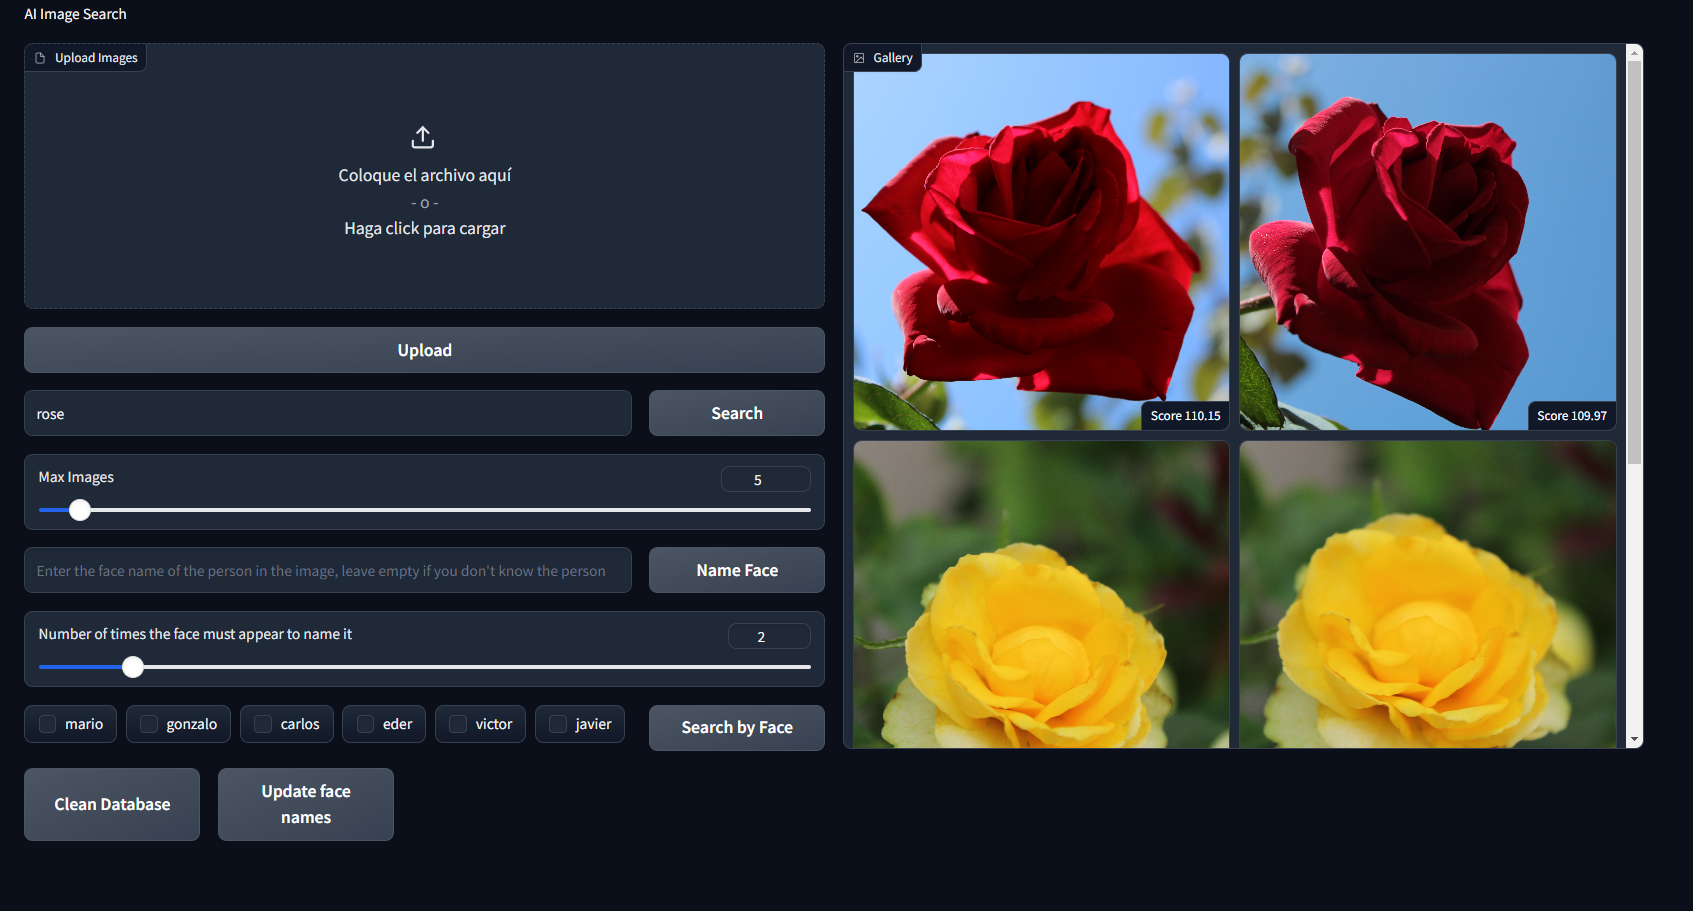 AI Image Search
Upload Images
Coloque el archivo aquí
- o -
Haga click para cargar
Upload
rose
Search
Max Images
5
Enter the face name of the person in the image, leave empty if you don't know the person
Name Face
Number of times the face must appear to name it
2
mario
gonzalo
carlos
eder
victor
javier
Search by Face
Clean Database
Update face
names
Gallery
Score 110.15
Score 109.97